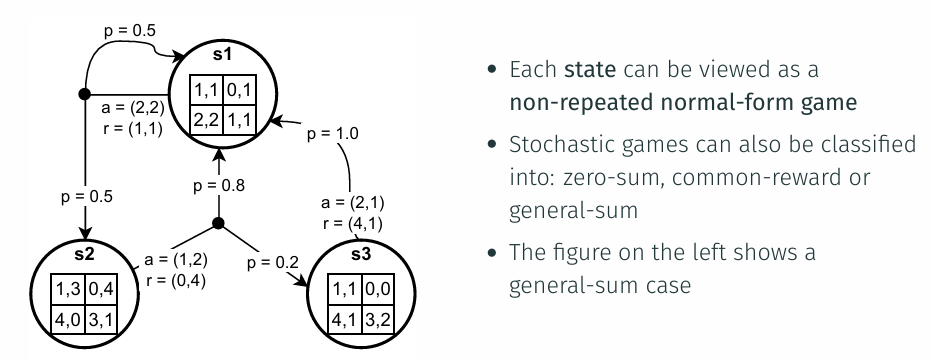 p = 0.5
s1
1,1 0,1
2,2 1,1
a = (2,2)
r = (1,1)
p = 1.0
p = 0.8
p = 0.5
a = (2,1)
r = (4,1)
s2
1,3 0,4
4,0 3,1
a = (1,2)
r = (0,4)
p = 0.2
s3
1,1 0,0
4,1 3,2
• Each state can be viewed as a
non-repeated normal-form game
• Stochastic games can also be classified
into: zero-sum, common-reward or
general-sum
• The figure on the left shows a
general-sum case